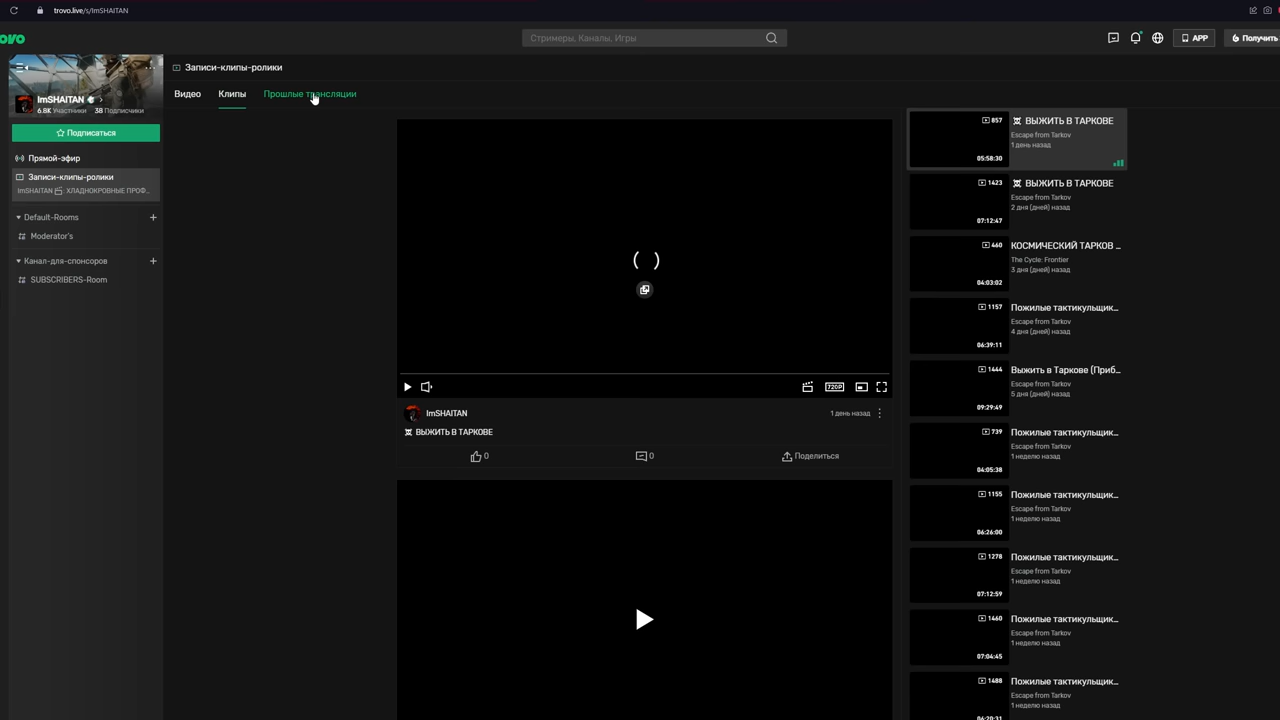 trovo.live/s/ImSHAITAN
ovo
Стримеры, Каналы, Игры
APP
Получить
ImSHAITAN
6.8K Участники 38 Подписчики
Подписаться
Прямой-эфир
Записи-клипы-ролики
ImSHAITAN ХЛАДНОКРОВНЫЕ ПРОФ...
Default-Rooms
Moderator's
Канал-для-спонсоров
SUBSCRIBERS-Room
Записи-клипы-ролики
Видео Клипы Прошлые трансляции
720P
ImSHAITAN
1 день назад
ВЫЖИТЬ В ТАРКОВЕ
0 0 Поделиться
857
05:58:30
ВЫЖИТЬ В ТАРКОВЕ
Escape from Tarkov
1 день назад
1423
07:12:47
ВЫЖИТЬ В ТАРКОВЕ
Escape from Tarkov
2 дня (дней) назад
460
04:03:02
КОСМИЧЕСКИЙ ТАРКОВ ...
The Cycle: Frontier
3 дня (дней) назад
1157
06:39:11
Пожилые тактикульщик...
Escape from Tarkov
4 дня (дней) назад
1444
09:29:49
Выжить в Таркове (Приб...
Escape from Tarkov
5 дня (дней) назад
739
04:05:38
Пожилые тактикульщик...
Escape from Tarkov
1 неделю назад
1155
06:26:00
Пожилые тактикульщик...
Escape from Tarkov
1 неделю назад
1278
07:12:59
Пожилые тактикульщик...
Escape from Tarkov
1 неделю назад
1460
07:04:45
Пожилые тактикульщик...
Escape from Tarkov
1 неделю назад
1488
06:20:31
Пожилые тактикульщик...
Escape from Tarkov
1 неделю назад